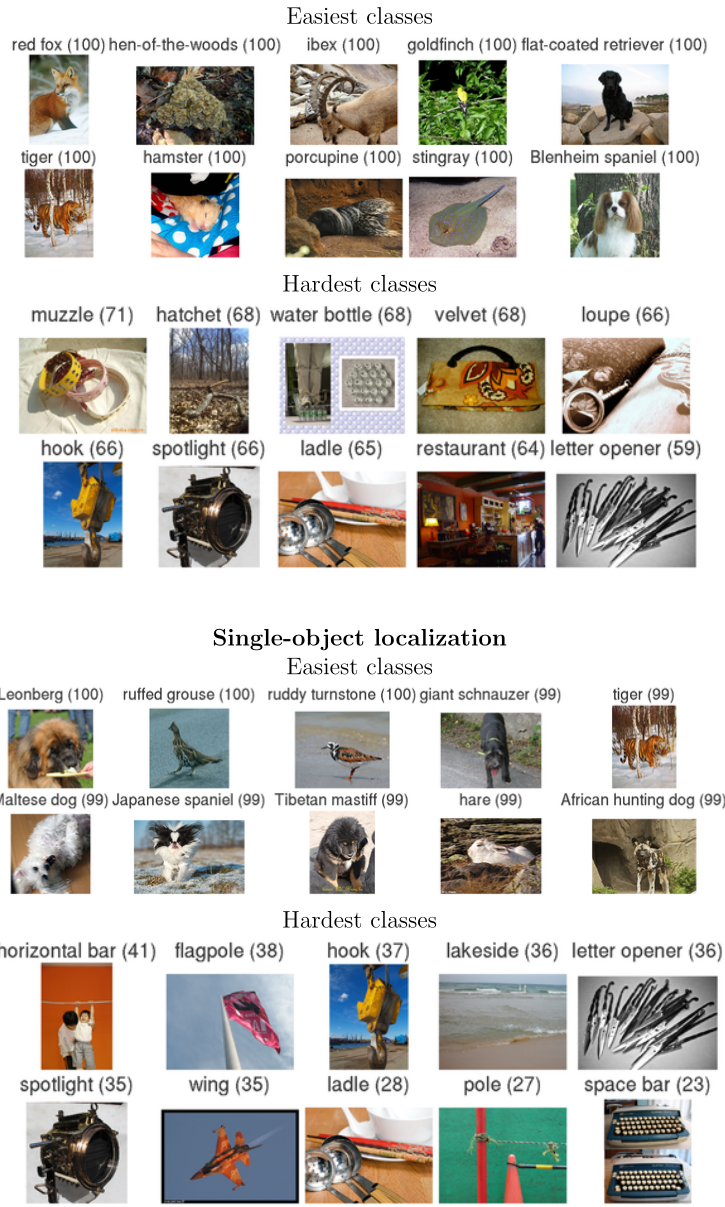 Easiest classes
red fox (100) hen-of-the-woods (100) ibex (100) goldfinch (100) flat-coated retriever (100)
tiger (100) hamster (100) porcupine (100) stingray (100) Blenheim spaniel (100)
Hardest classes
muzzle (71) hatchet (68) water bottle (68) velvet (68) loupe (66)
hook (66) spotlight (66) ladle (65) restaurant (64) letter opener (59)
Single-object localization
Easiest classes
Leonberg (100) ruffed grouse (100) ruddy turnstone (100) giant schnauzer (99) tiger (99)
Maltese dog (99) Japanese spaniel (99) Tibetan mastiff (99) hare (99) African hunting dog (99)
Hardest classes
horizontal bar (41) flagpole (38) hook (37) lakeside (36) letter opener (36)
spotlight (35) wing (35) ladle (28) pole (27) space bar (23)